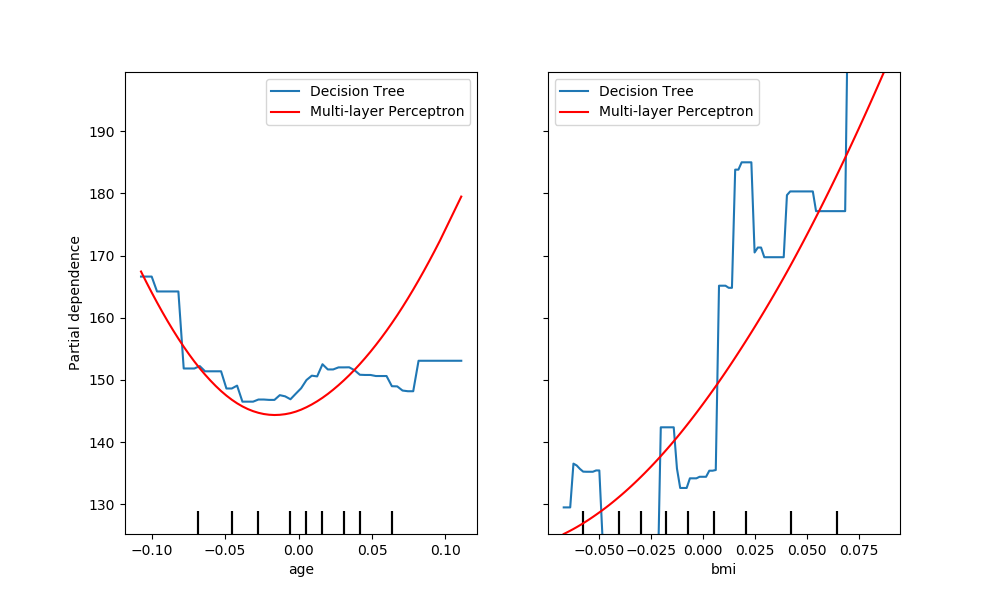 Decision Tree
Multi-layer Perceptron
Partial dependence
190
180
170
160
150
140
130
−0.10 −0.05 0.00 0.05 0.10
age
Decision Tree
Multi-layer Perceptron
−0.050 −0.025 0.000 0.025 0.050 0.075
bmi